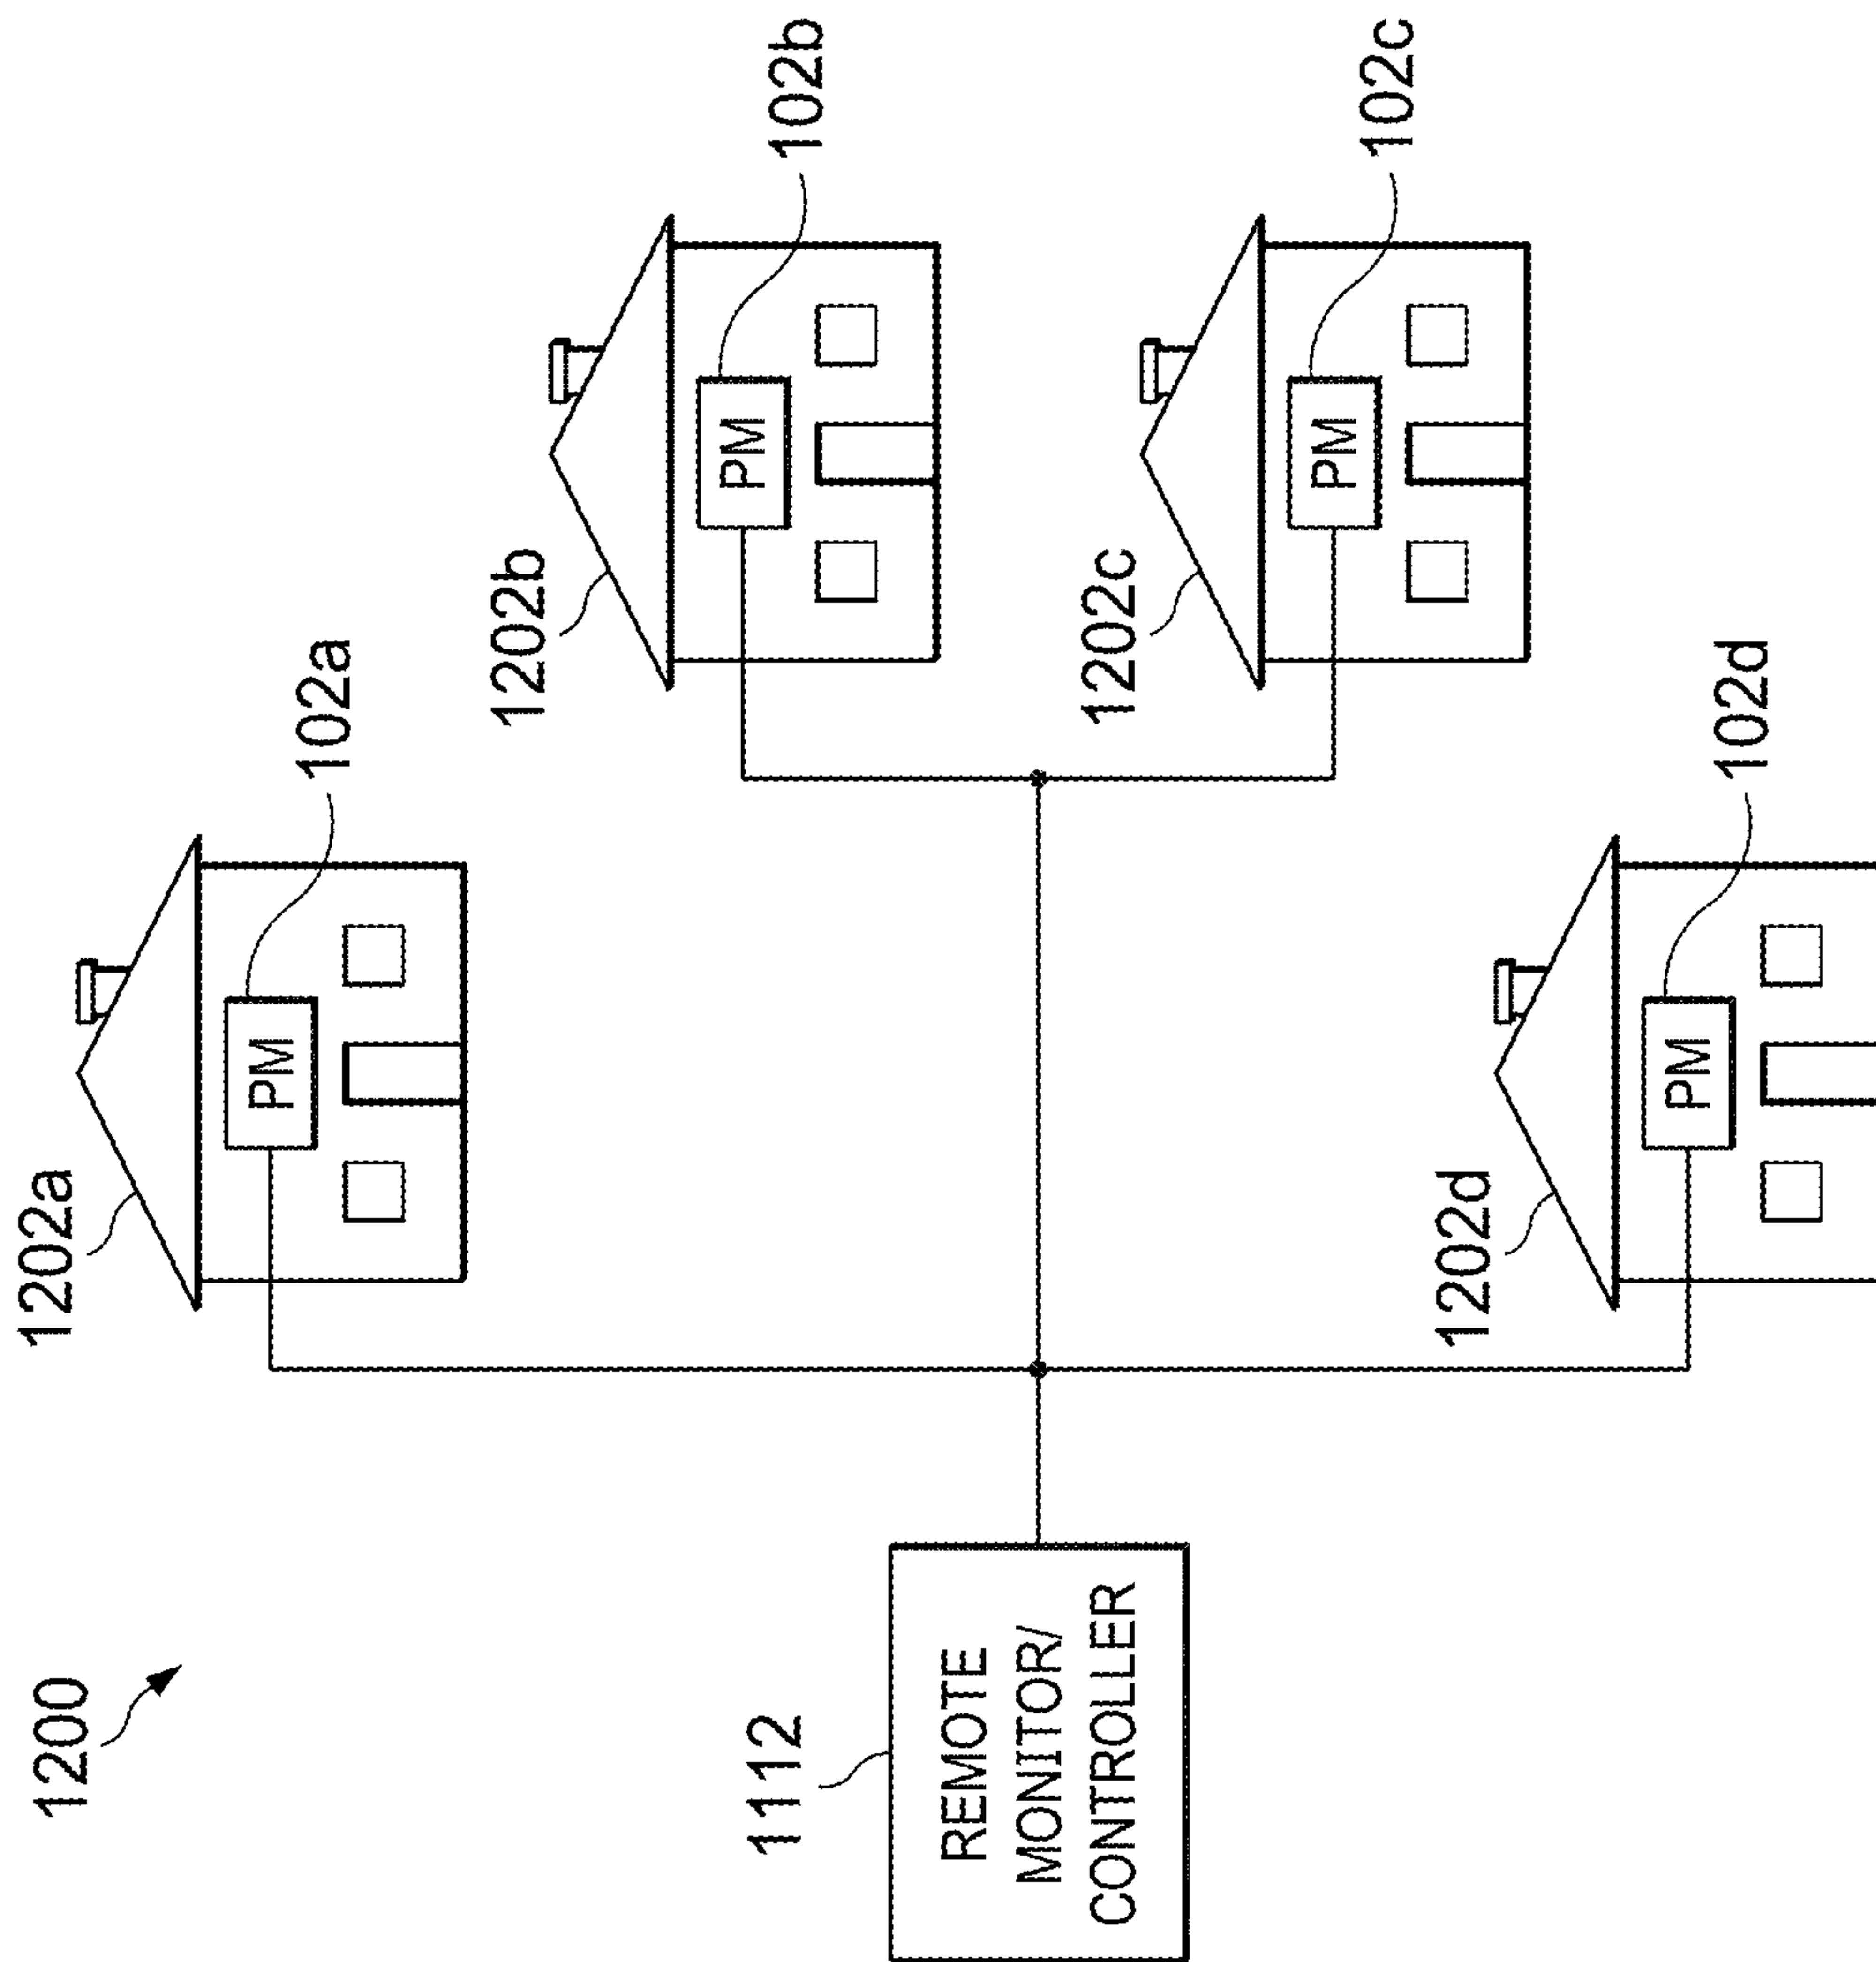 1200
1202a
102a
PM
1202b
102b
PM
1112
REMOTE
MONITOR/
CONTROLLER
1202c
102c
PM
1202d
102d
PM